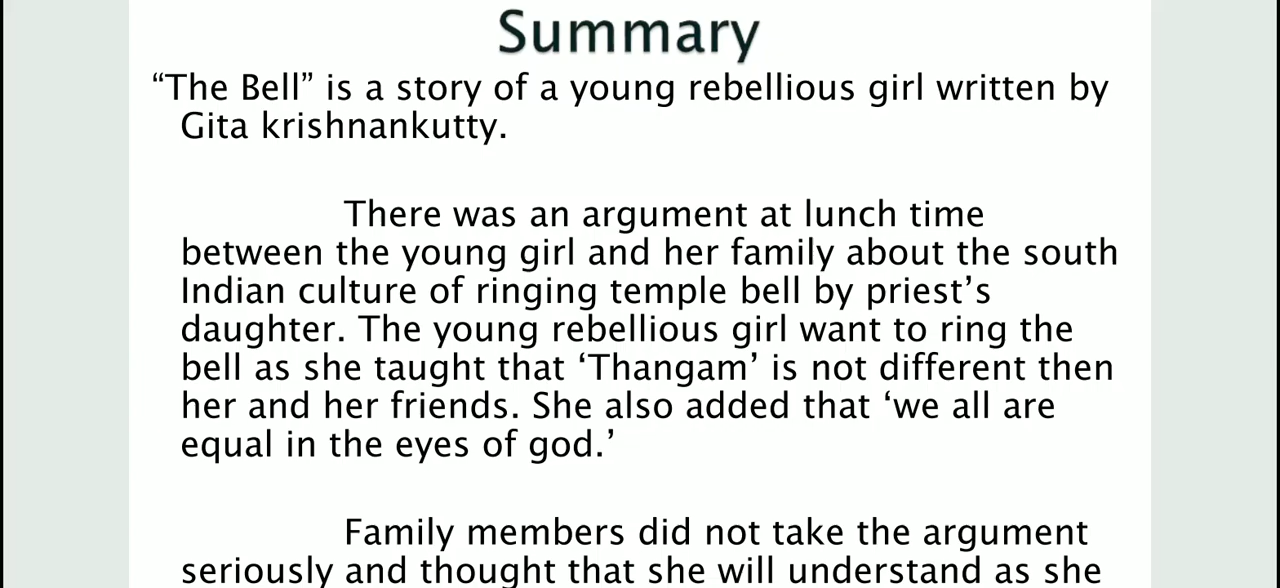 Summary
“The Bell” is a story of a young rebellious girl written by
Gita krishnankutty.
There was an argument at lunch time
between the young girl and her family about the south
Indian culture of ringing temple bell by priest’s
daughter. The young rebellious girl want to ring the
bell as she taught that ‘Thangam’ is not different then
her and her friends. She also added that ‘we all are
equal in the eyes of god.’
Family members did not take the argument
seriously and thought that she will understand as she